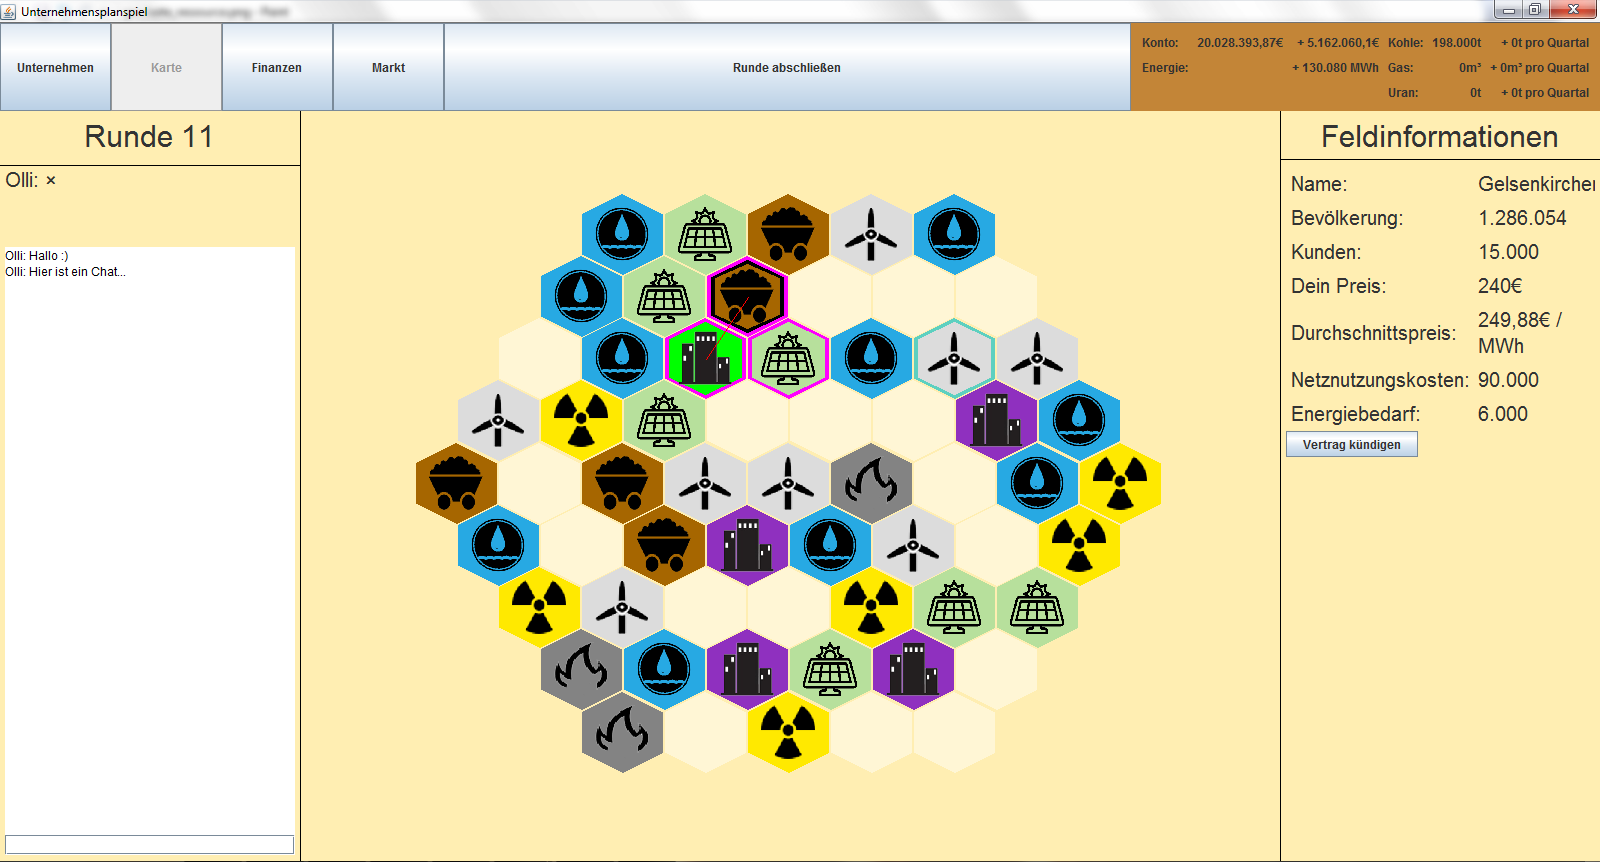 Unternehmensplanspiel
Unternehmen
Karte
Finanzen
Markt
Runde abschließen
Konto: 20.028.393,87€ + 5.162.060,1€ Kohle: 198.000t + 0t pro Quartal
Energie: + 130.080 MWh Gas: 0m³ + 0m³ pro Quartal
Uran: 0t + 0t pro Quartal
Runde 11
Olli: ×
Olli: Hallo :)
Olli: Hier ist ein Chat...
Feldinformationen
Name: Gelsenkircher
Bevölkerung: 1.286.054
Kunden: 15.000
Dein Preis: 240€
Durchschnittspreis: 249,88€ /
MWh
Netznutzungskosten: 90.000
Energiebedarf: 6.000
Vertrag kündigen